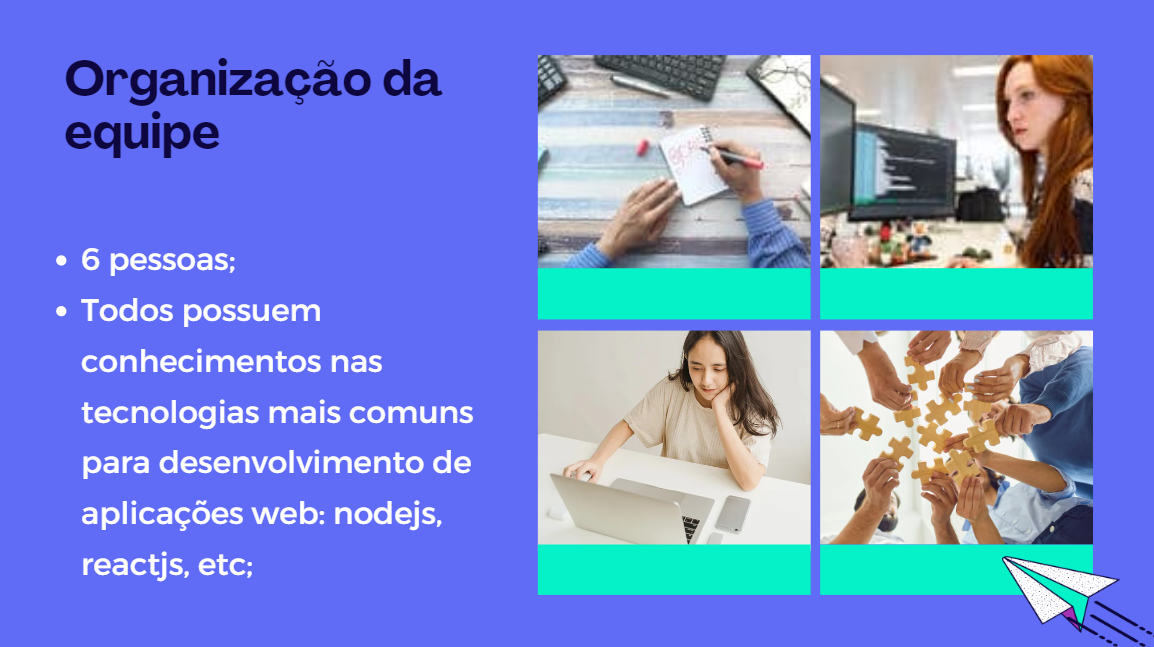 Organização da
equipe
• 6 pessoas;
• Todos possuem
conhecimentos nas
tecnologias mais comuns
para desenvolvimento de
aplicações web: nodejs,
reactjs, etc;